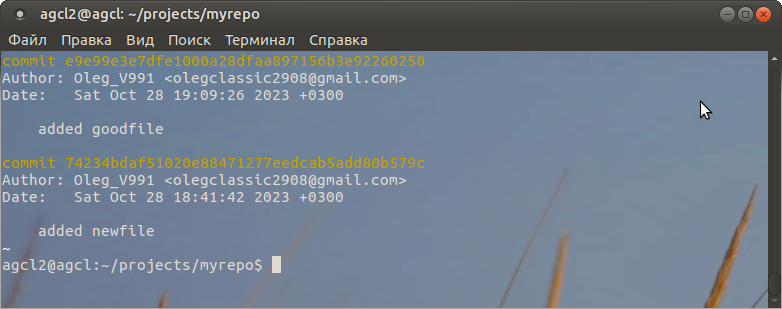 agcl2@agcl: ~/projects/myrepo
Файл Правка Вид Поиск Терминал Справка
commit e9e99e3e7dfe1000a28dfaa897156b3e92260250
Author: Oleg_V991 <olegclassic2908@gmail.com>
Date:   Sat Oct 28 19:09:26 2023 +0300
    added goodfile
commit 74234bdaf51020e88471277eedcab5add80b579c
Author: Oleg_V991 <olegclassic2908@gmail.com>
Date:   Sat Oct 28 18:41:42 2023 +0300
    added newfile
~
agcl2@agcl:~/projects/myrepo$